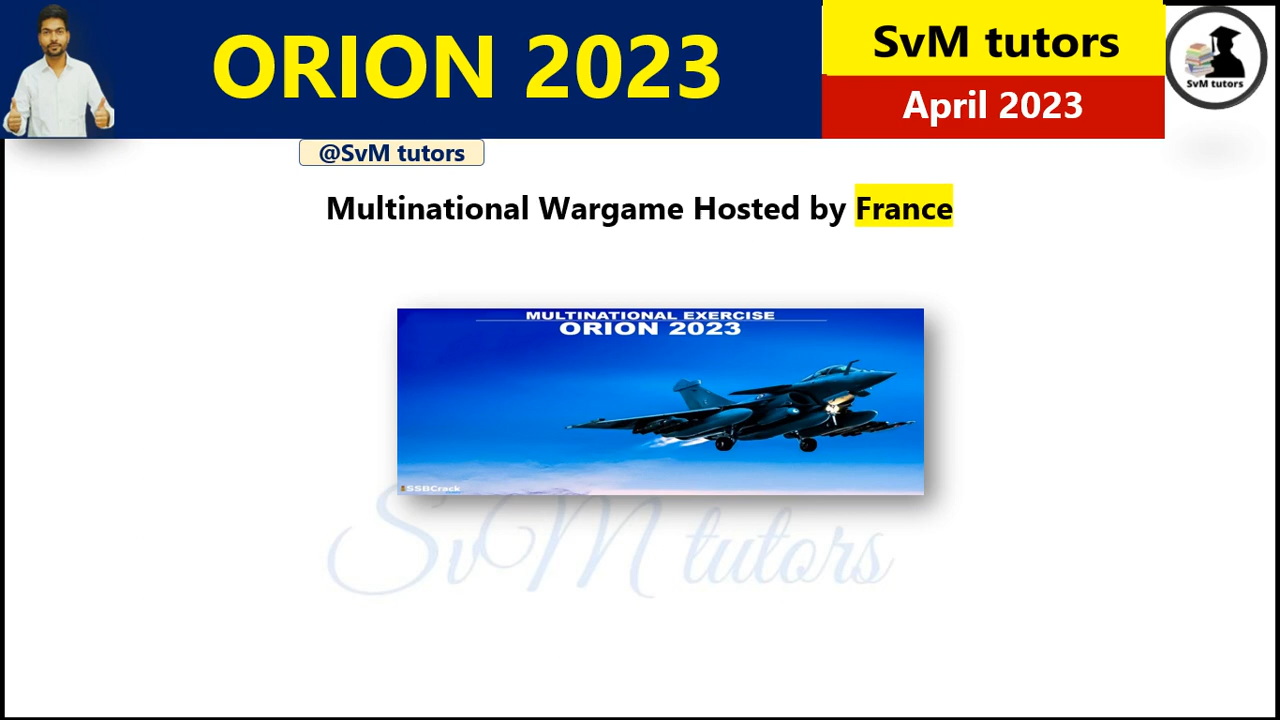 ORION 2023
SvM tutors
April 2023
SvM tutors
@SvM tutors
Multinational Wargame Hosted by France
MULTINATIONAL EXERCISE
ORION 2023
SSBCrack
SvM tutors